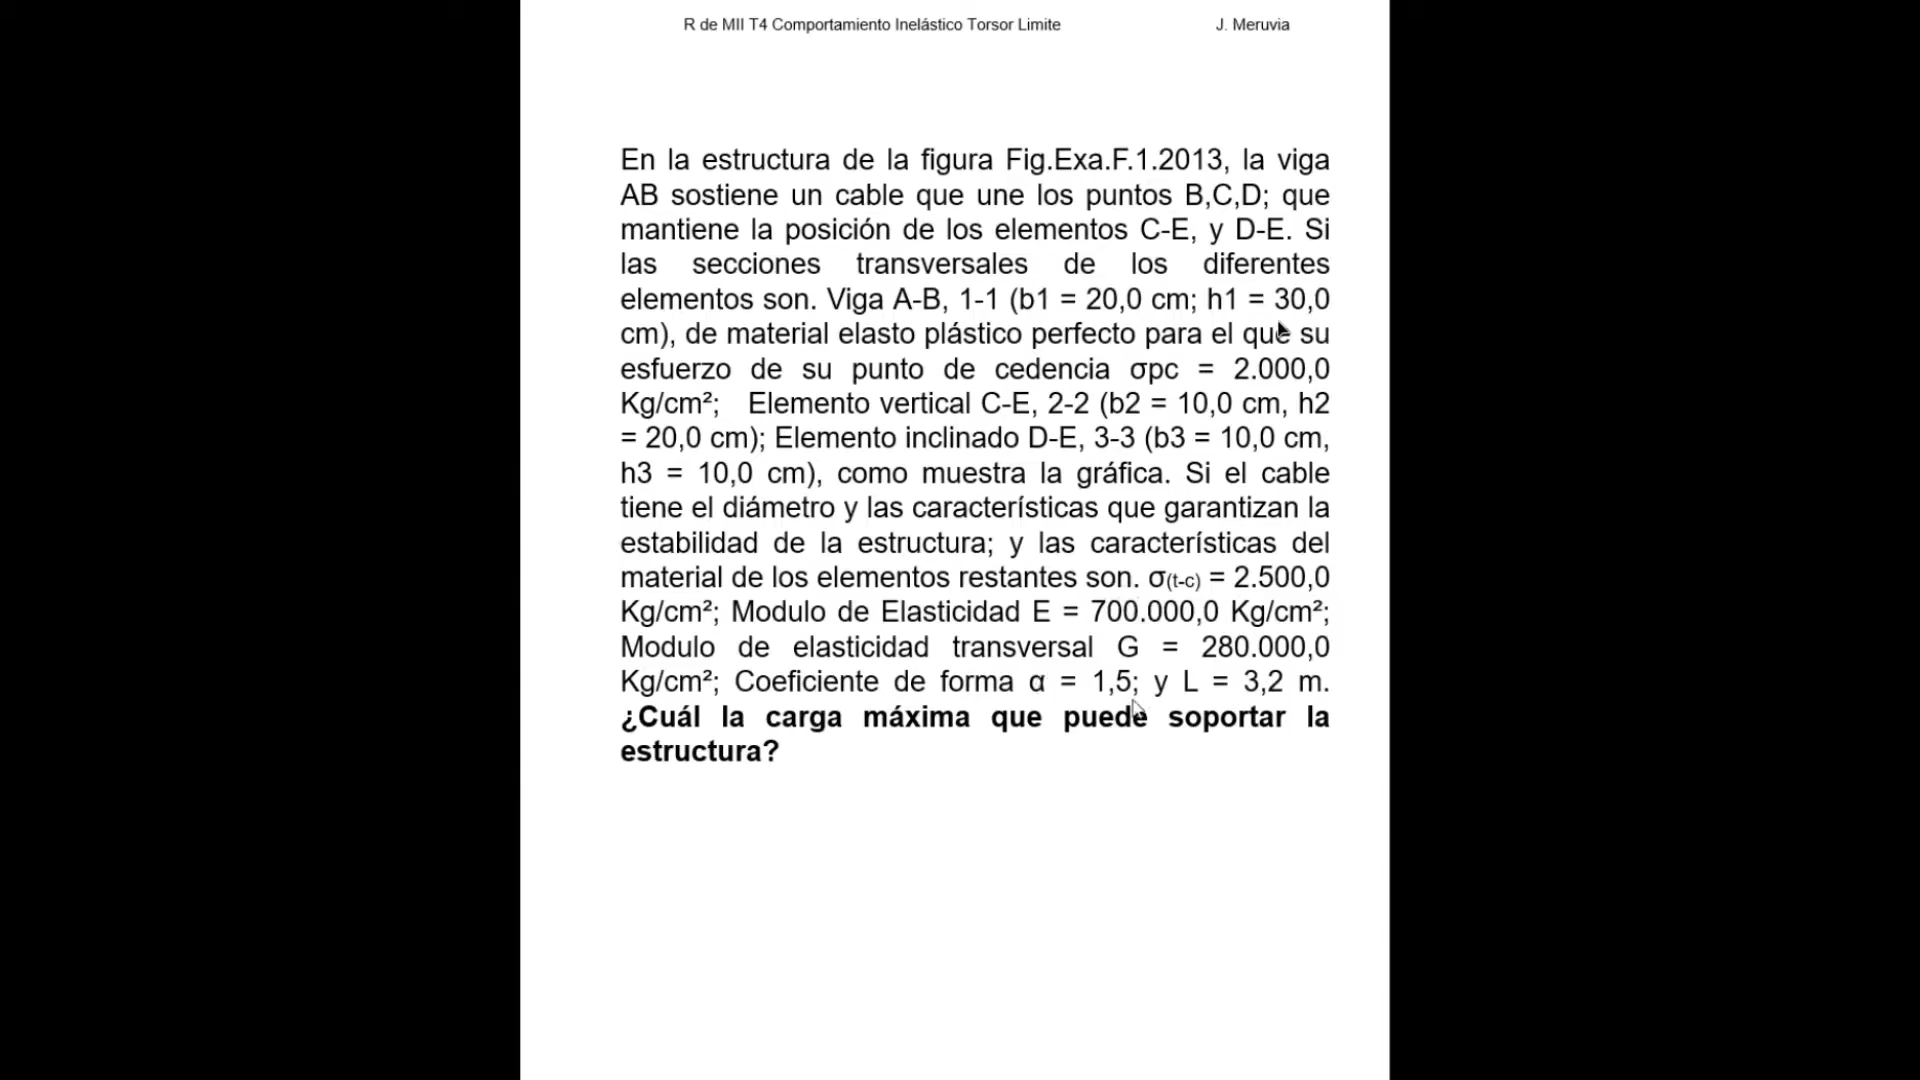 R de MII T4 Comportamiento Inelástico Torsor Limite J. Meruvia
En la estructura de la figura Fig.Exa.F.1.2013, la viga
AB sostiene un cable que une los puntos B,C,D; que
mantiene la posición de los elementos C-E, y D-E. Si
las secciones transversales de los diferentes
elementos son. Viga A-B, 1-1 (b1 = 20,0 cm; h1 = 30,0
cm), de material elasto plástico perfecto para el que su
esfuerzo de su punto de cedencia σpc = 2.000,0
Kg/cm²; Elemento vertical C-E, 2-2 (b2 = 10,0 cm, h2
= 20,0 cm); Elemento inclinado D-E, 3-3 (b3 = 10,0 cm,
h3 = 10,0 cm), como muestra la gráfica. Si el cable
tiene el diámetro y las características que garantizan la
estabilidad de la estructura; y las características del
material de los elementos restantes son. σ(t-c) = 2.500,0
Kg/cm²; Modulo de Elasticidad E = 700.000,0 Kg/cm²;
Modulo de elasticidad transversal G = 280.000,0
Kg/cm²; Coeficiente de forma α = 1,5; y L = 3,2 m.
¿Cuál la carga máxima que puede soportar la
estructura?